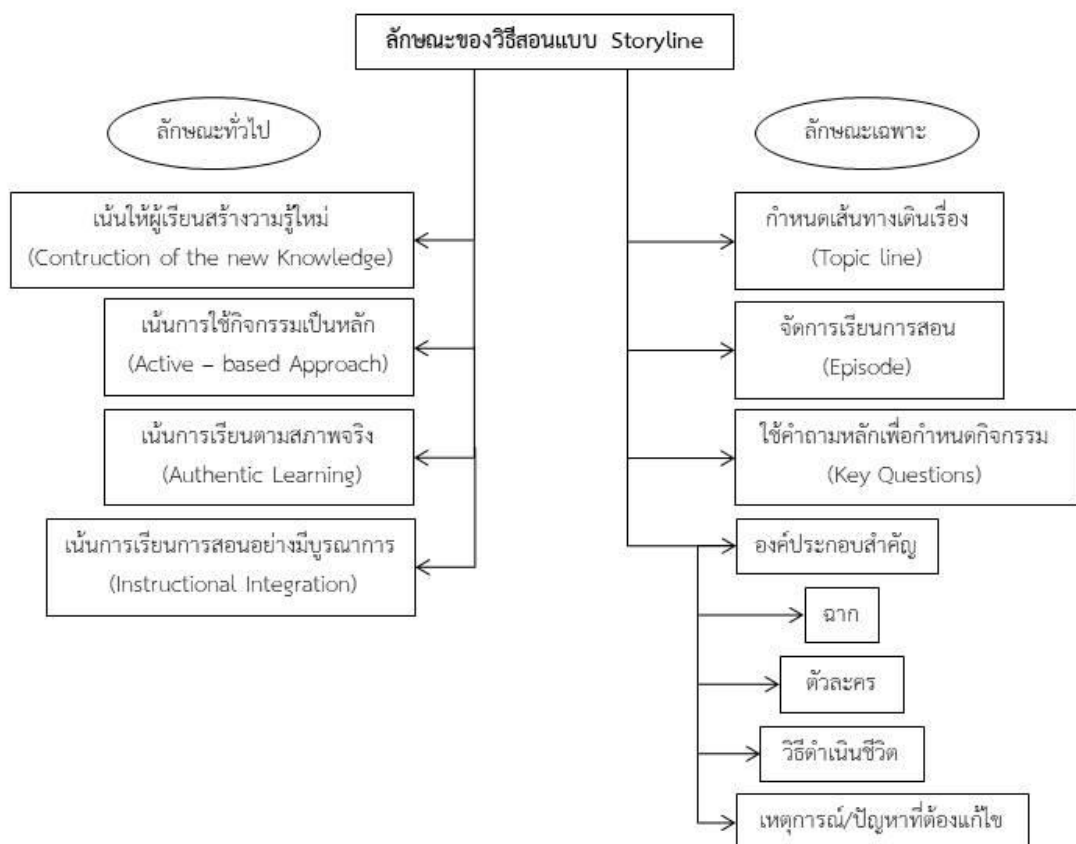 ลักษณะของวิธีสอนแบบ Storyline
ลักษณะทั่วไป
เน้นให้ผู้เรียนสร้างวามรู้ใหม่
(Contruction of the new Knowledge)
เน้นการใช้กิจกรรมเป็นหลัก
(Active – based Approach)
เน้นการเรียนตามสภาพจริง
(Authentic Learning)
เน้นการเรียนการสอนอย่างมีบูรณาการ
(Instructional Integration)
ลักษณะเฉพาะ
กำหนดเส้นทางเดินเรื่อง
(Topic line)
จัดการเรียนการสอน
(Episode)
ใช้คำถามหลักเพื่อกำหนดกิจกรรม
(Key Questions)
องค์ประกอบสำคัญ
ฉาก
ตัวละคร
วิธีดำเนินชีวิต
เหตุการณ์/ปัญหาที่ต้องแก้ไข